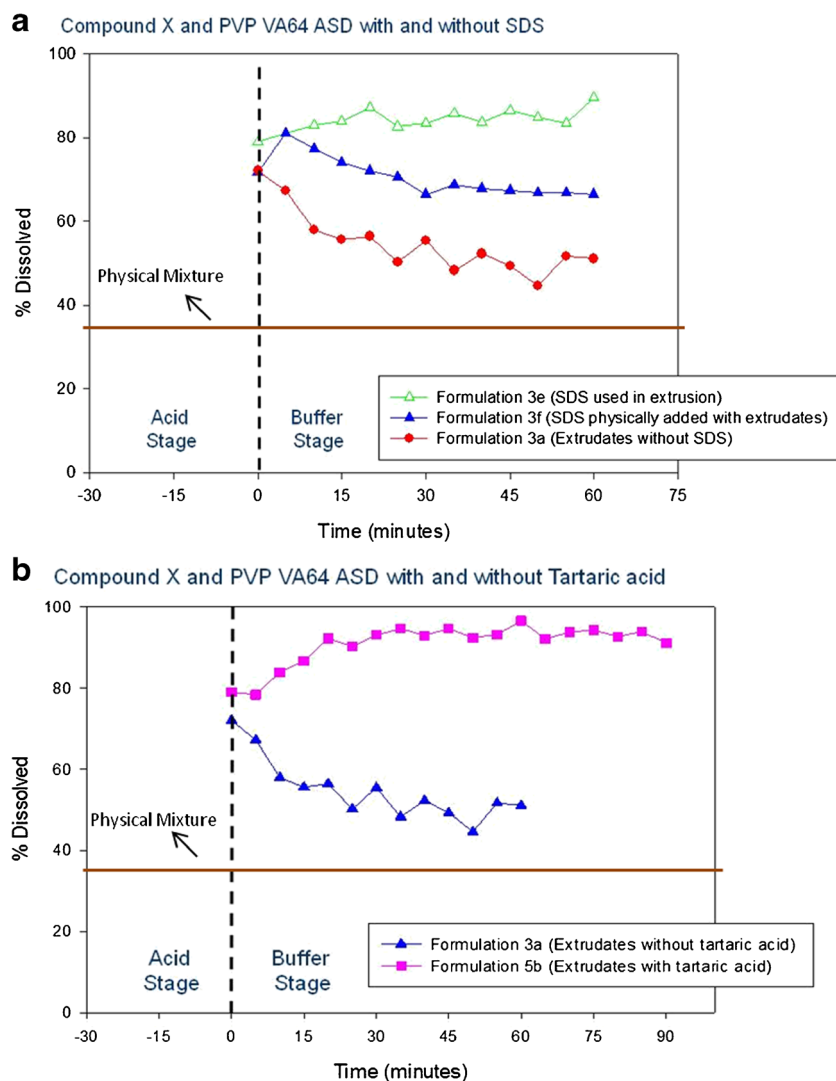 a
Compound X and PVP VA64 ASD with and without SDS
100
80
60
40
20
0
% Dissolved
Physical Mixture
Acid
Stage
Buffer
Stage
Formulation 3e (SDS used in extrusion)
Formulation 3f (SDS physically added with extrudates)
Formulation 3a (Extrudates without SDS)
-30 -15 0 15 30 45 60 75
Time (minutes)
b
Compound X and PVP VA64 ASD with and without Tartaric acid
100
80
60
40
20
0
% Dissolved
Physical Mixture
Acid
Stage
Buffer
Stage
Formulation 3a (Extrudates without tartaric acid)
Formulation 5b (Extrudates with tartaric acid)
-30 -15 0 15 30 45 60 75 90
Time (minutes)